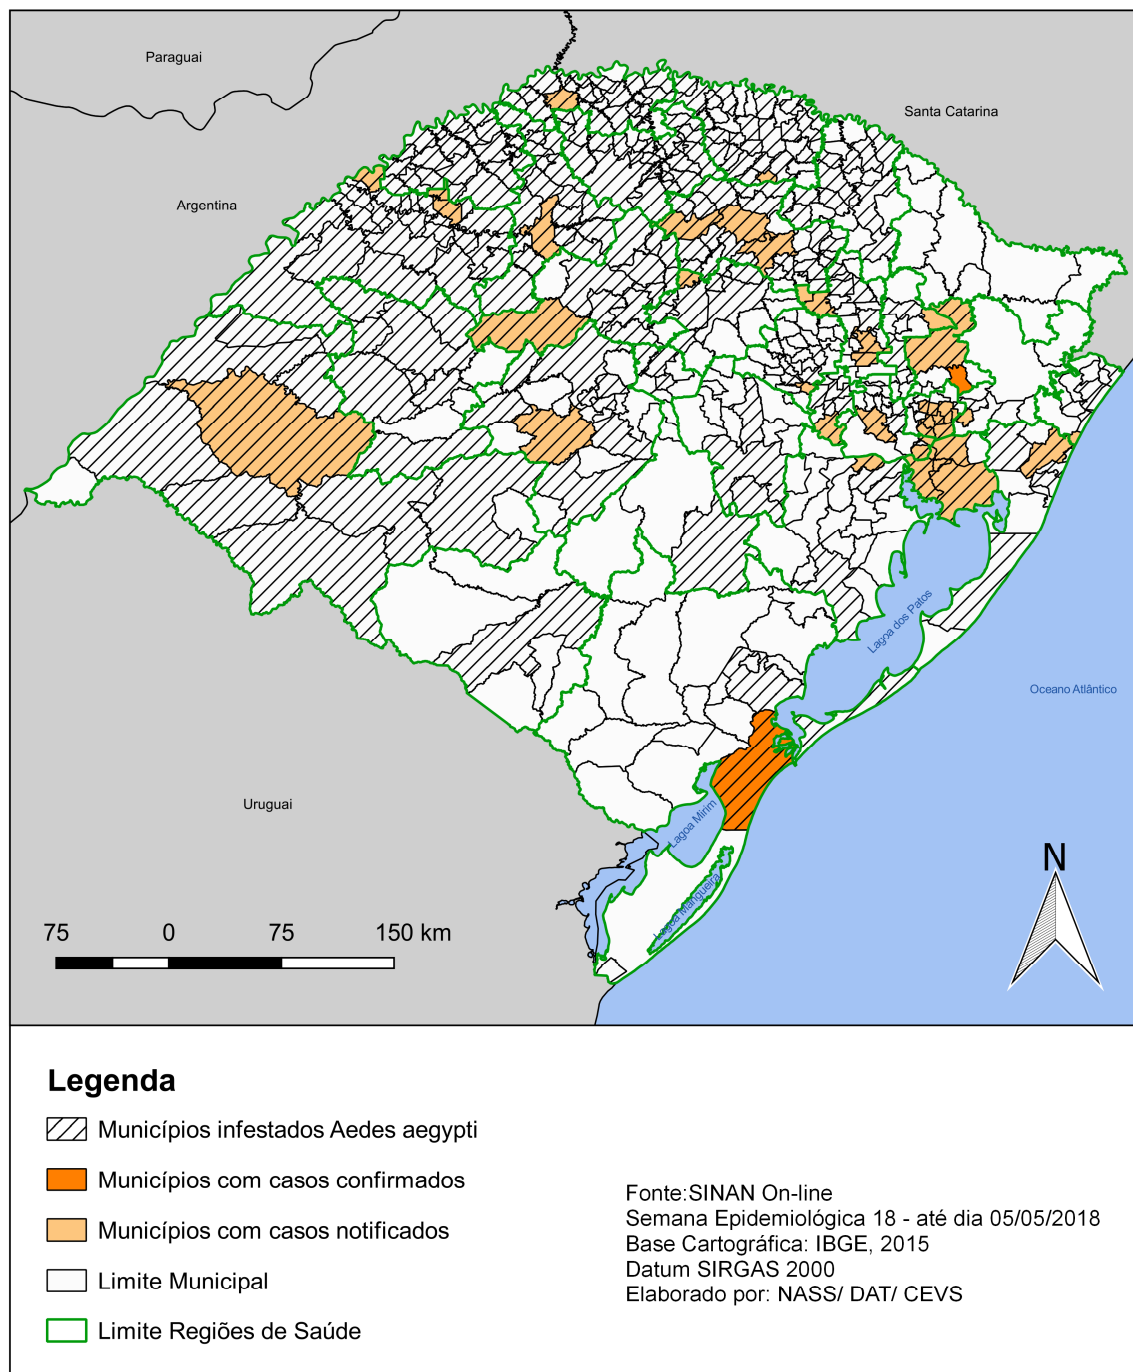 Paraguai
Santa Catarina
Argentina
Lagoa dos Patos
Oceano Atlântico
Uruguai
Lagoa Mirim
Lagoa Mangueira
N
75 0 75 150 km
Legenda
Municípios infestados Aedes aegypti
Municípios com casos confirmados
Municípios com casos notificados
Limite Municipal
Limite Regiões de Saúde
Fonte:SINAN On-line
Semana Epidemiológica 18 - até dia 05/05/2018
Base Cartográfica: IBGE, 2015
Datum SIRGAS 2000
Elaborado por: NASS/ DAT/ CEVS